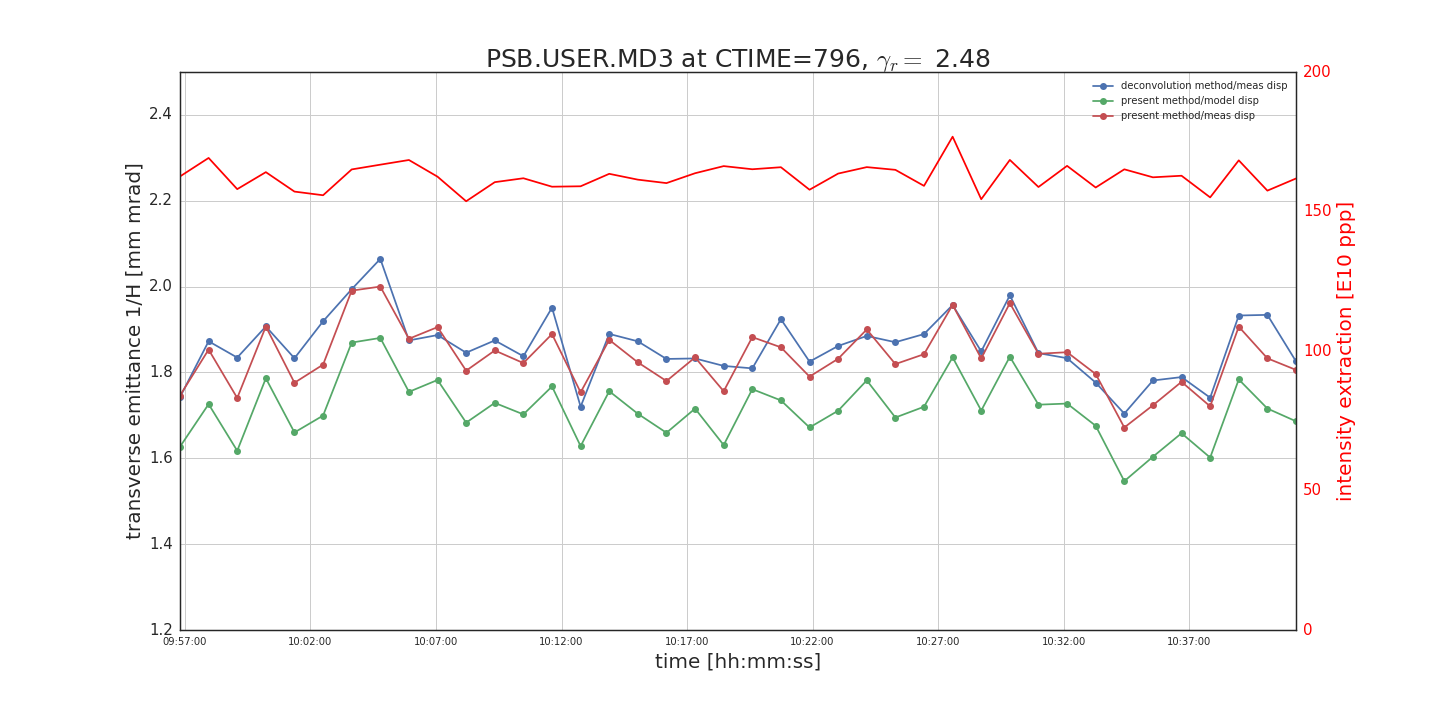 PSB.USER.MD3 at CTIME=796, γr = 2.48
deconvolution method/meas disp
present method/model disp
present method/meas disp
transverse emittance 1/H [mm mrad]
2.4
2.2
2.0
1.8
1.6
1.4
1.2
200
150
100
50
0
intensity extraction [E10 ppp]
09:57:00 10:02:00 10:07:00 10:12:00 10:17:00 10:22:00 10:27:00 10:32:00 10:37:00
time [hh:mm:ss]